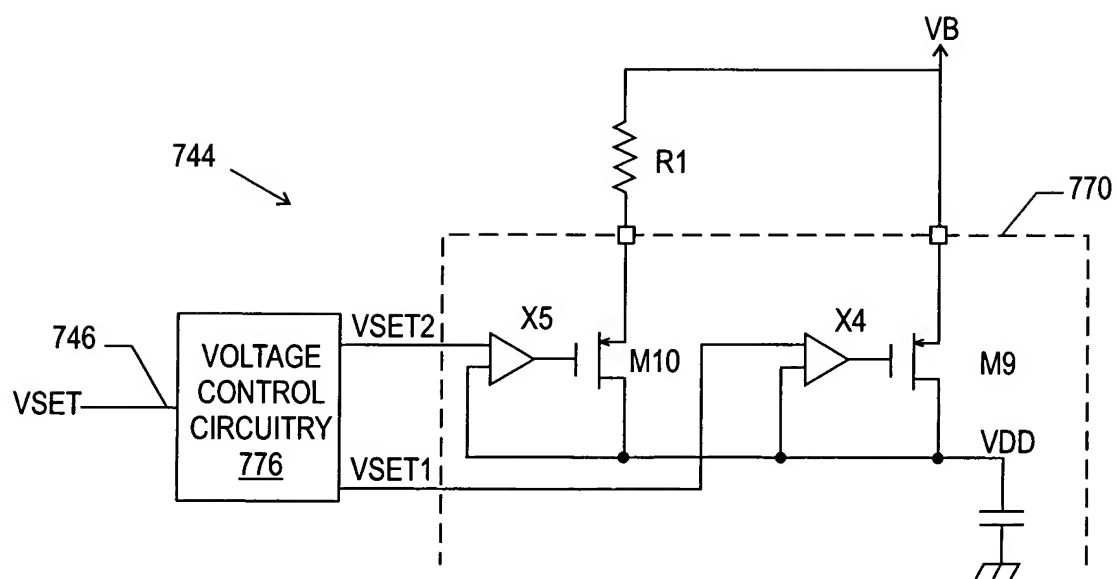 VB
744
R1
770
746
VSET
VOLTAGE
CONTROL
CIRCUITRY
776
VSET2
VSET1
X5
M10
X4
M9
VDD